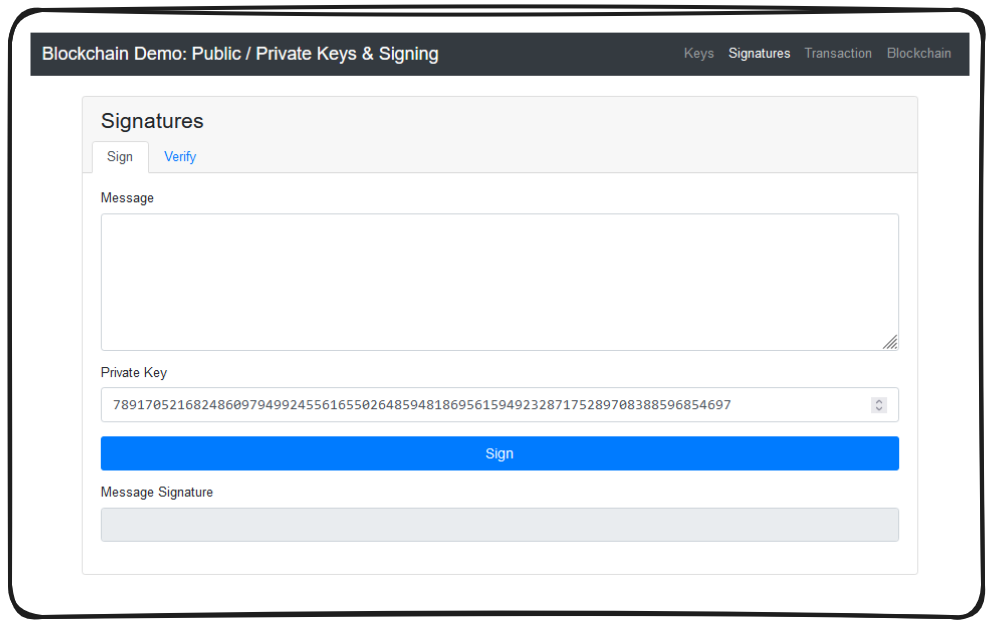 Blockchain Demo: Public / Private Keys & Signing Keys Signatures Transaction Blockchain
Signatures
Sign Verify
Message
Private Key
78917052168248609794992455616550264859481869561594923287175289708388596854697
Sign
Message Signature